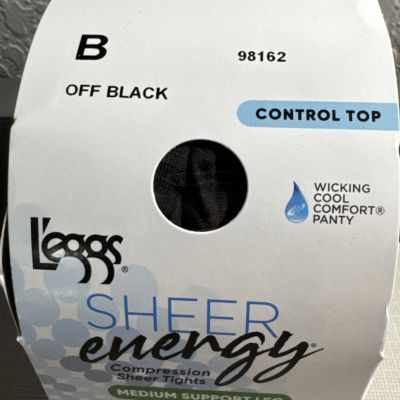 B 98162
OFF BLACK
CONTROL TOP
WICKING
COOL
COMFORT®
PANTY
L'eggs®
SHEER
energy®
Compression
Sheer Tights
MEDIUM SUPPORT LEG